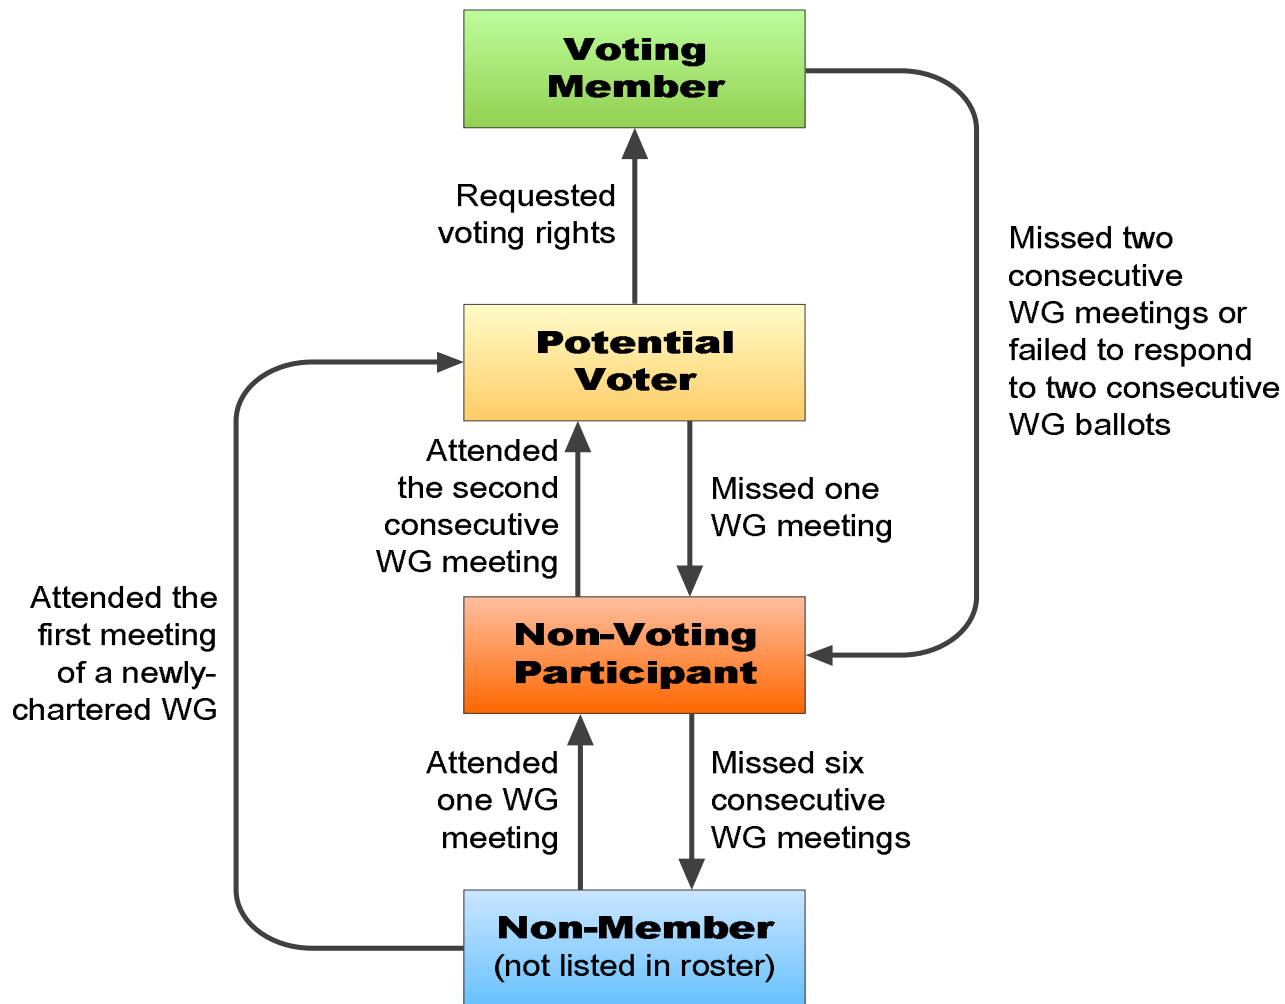 Voting
Member
Requested
voting rights
Missed two
consecutive
WG meetings or
failed to respond
to two consecutive
WG ballots
Potential
Voter
Attended
the second
consecutive
WG meeting
Missed one
WG meeting
Attended the
first meeting
of a newly-
chartered WG
Non-Voting
Participant
Attended
one WG
meeting
Missed six
consecutive
WG meetings
Non-Member
(not listed in roster)